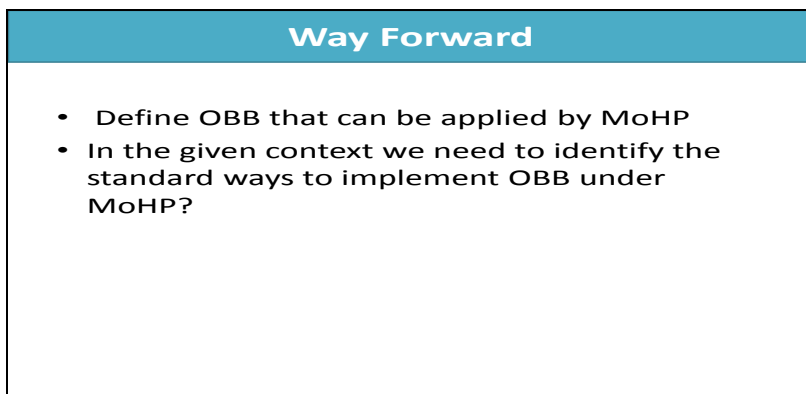 Way Forward
• Define OBB that can be applied by MoHP
• In the given context we need to identify the
standard ways to implement OBB under
MoHP?